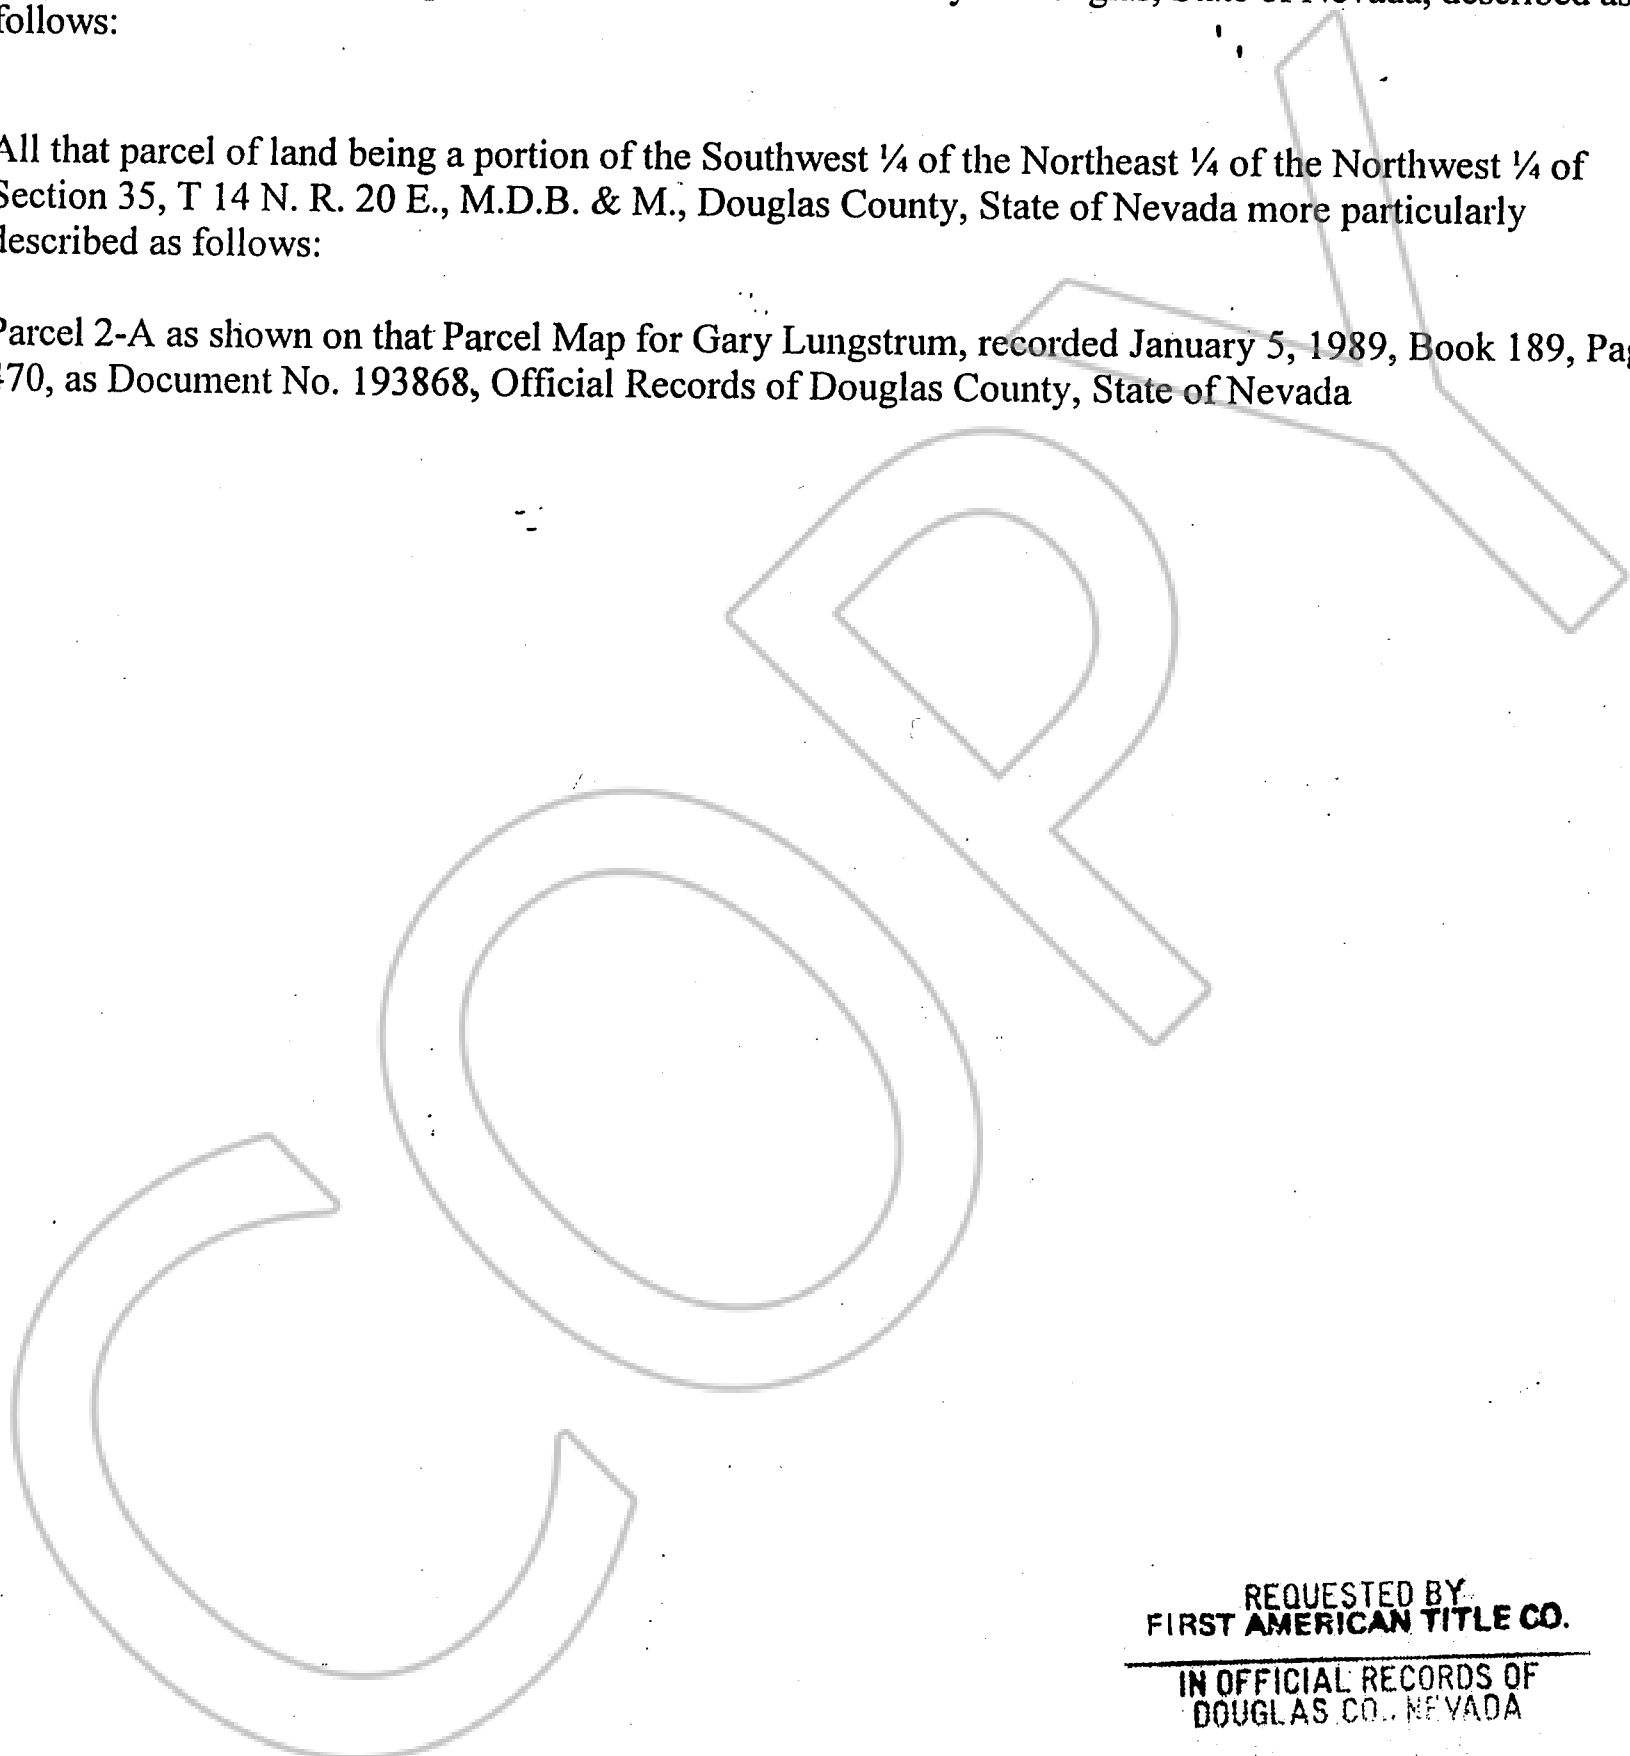 follows:
All that parcel of land being a portion of the Southwest ¼ of the Northeast ¼ of the Northwest ¼ of
Section 35, T 14 N. R. 20 E., M.D.B. & M., Douglas County, State of Nevada more particularly
described as follows:
Parcel 2-A as shown on that Parcel Map for Gary Lungstrum, recorded January 5, 1989, Book 189, Pag
470, as Document No. 193868, Official Records of Douglas County, State of Nevada
COPY
REQUESTED BY
FIRST AMERICAN TITLE CO.
IN OFFICIAL RECORDS OF
DOUGLAS CO., NEVADA